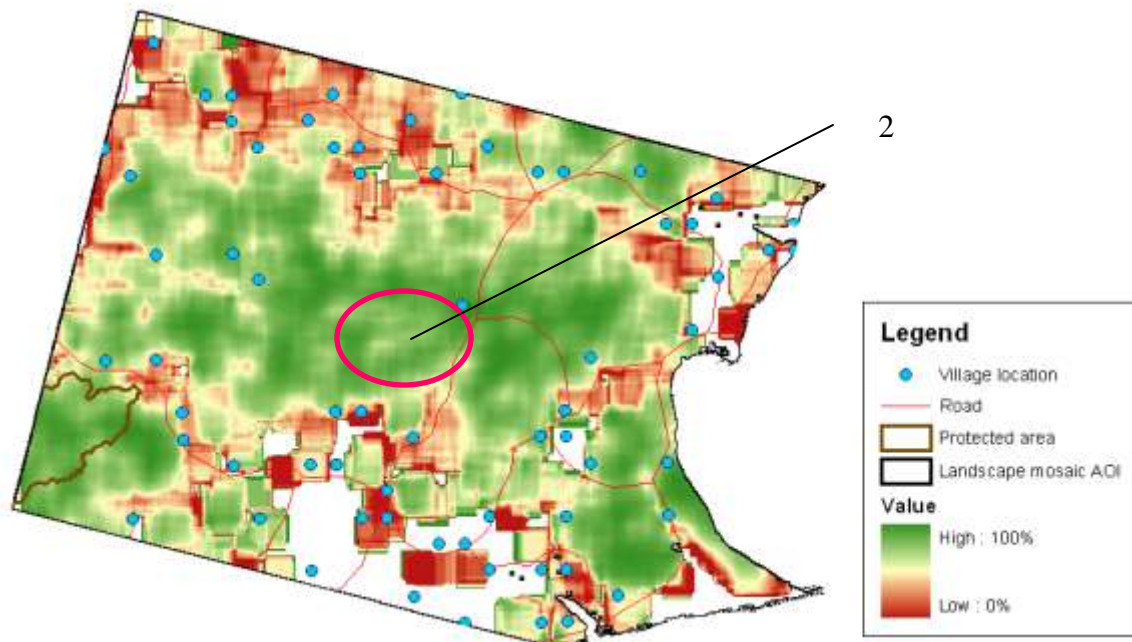 2
Legend
Village location
Road
Protected area
Landscape mosaic AOI
Value
High : 100%
Low : 0%